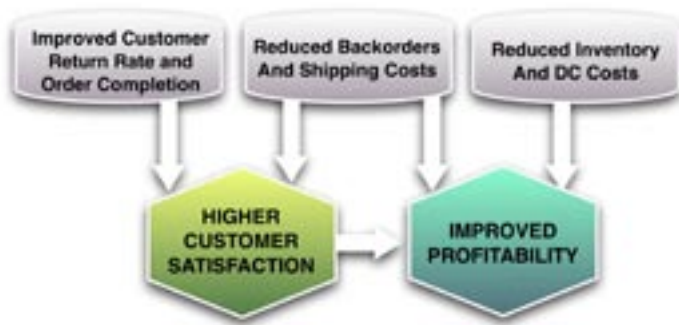 Improved Customer
Return Rate and
Order Completion
Reduced Backorders
And Shipping Costs
Reduced Inventory
And DC Costs
HIGHER
CUSTOMER
SATISFACTION
IMPROVED
PROFITABILITY